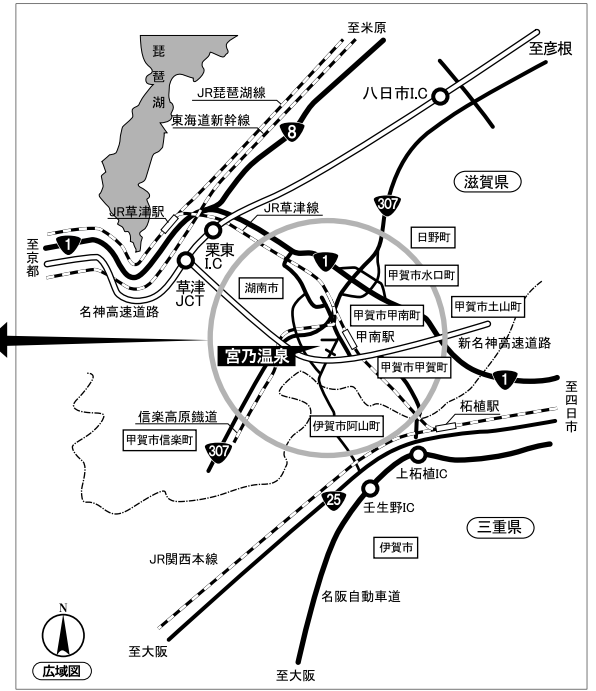 至米原
琵琶湖
至彦根
JR琵琶湖線
八日市I.C
東海道新幹線
8
滋賀県
307
JR草津駅
JR草津線
日野町
至京都
1
栗東I.C
1
甲賀市水口町
草津JCT
湖南市
甲賀市土山町
名神高速道路
甲賀市甲南町
甲南駅
新名神高速道路
宮乃温泉
甲賀市甲賀町
1
至四日市
柘植駅
信楽高原鐵道
伊賀市阿山町
甲賀市信楽町
307
上柘植IC
25
壬生野IC
三重県
伊賀市
JR関西本線
名阪自動車道
N
広域図
至大阪
至大阪